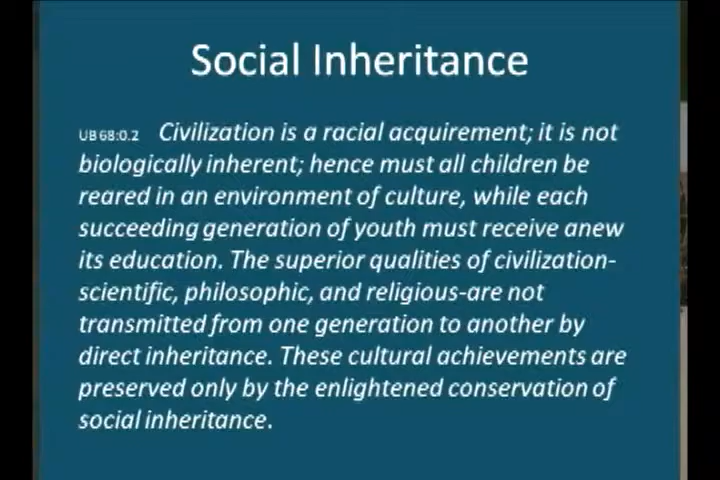 Social Inheritance
UB 68:0.2 Civilization is a racial acquirement; it is not
biologically inherent; hence must all children be
reared in an environment of culture, while each
succeeding generation of youth must receive anew
its education. The superior qualities of civilization-
scientific, philosophic, and religious-are not
transmitted from one generation to another by
direct inheritance. These cultural achievements are
preserved only by the enlightened conservation of
social inheritance.